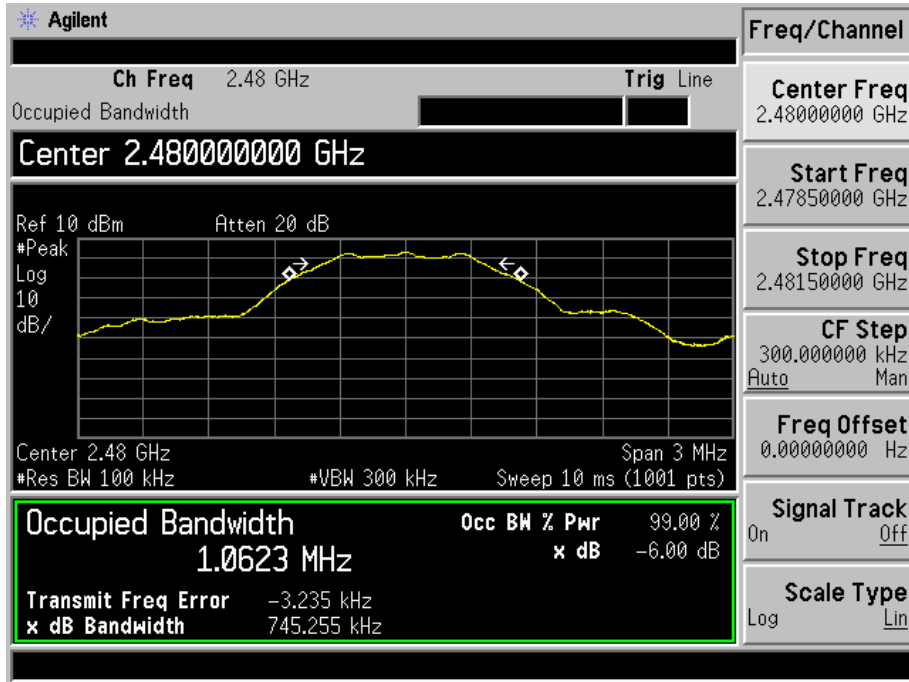 Agilent
Freq/Channel
Ch Freq 2.48 GHz Trig Line
Occupied Bandwidth
Center 2.480000000 GHz
Ref 10 dBm Atten 20 dB
#Peak
Log
10
dB/
Center 2.48 GHz Span 3 MHz
#Res BW 100 kHz #VBW 300 kHz Sweep 10 ms (1001 pts)
Occupied Bandwidth Occ BW % Pwr 99.00 %
1.0623 MHz x dB -6.00 dB
Transmit Freq Error -3.235 kHz
x dB Bandwidth 745.255 kHz
Center Freq
2.48000000 GHz
Start Freq
2.47850000 GHz
Stop Freq
2.48150000 GHz
CF Step
300.000000 kHz
Auto Man
Freq Offset
0.00000000 Hz
Signal Track
On Off
Scale Type
Log Lin